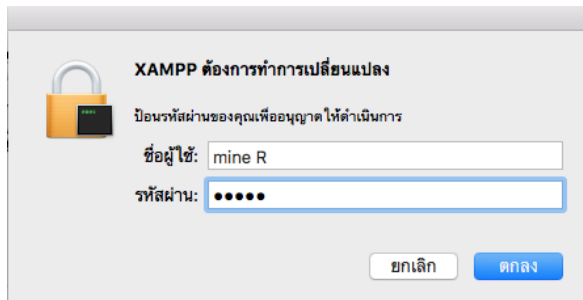 XAMPP ต้องการทำการเปลี่ยนแปลง
ป้อนรหัสผ่านของคุณเพื่ออนุญาตให้ดำเนินการ
ชื่อผู้ใช้: mine R
รหัสผ่าน: •••••
ยกเลิก ตกลง